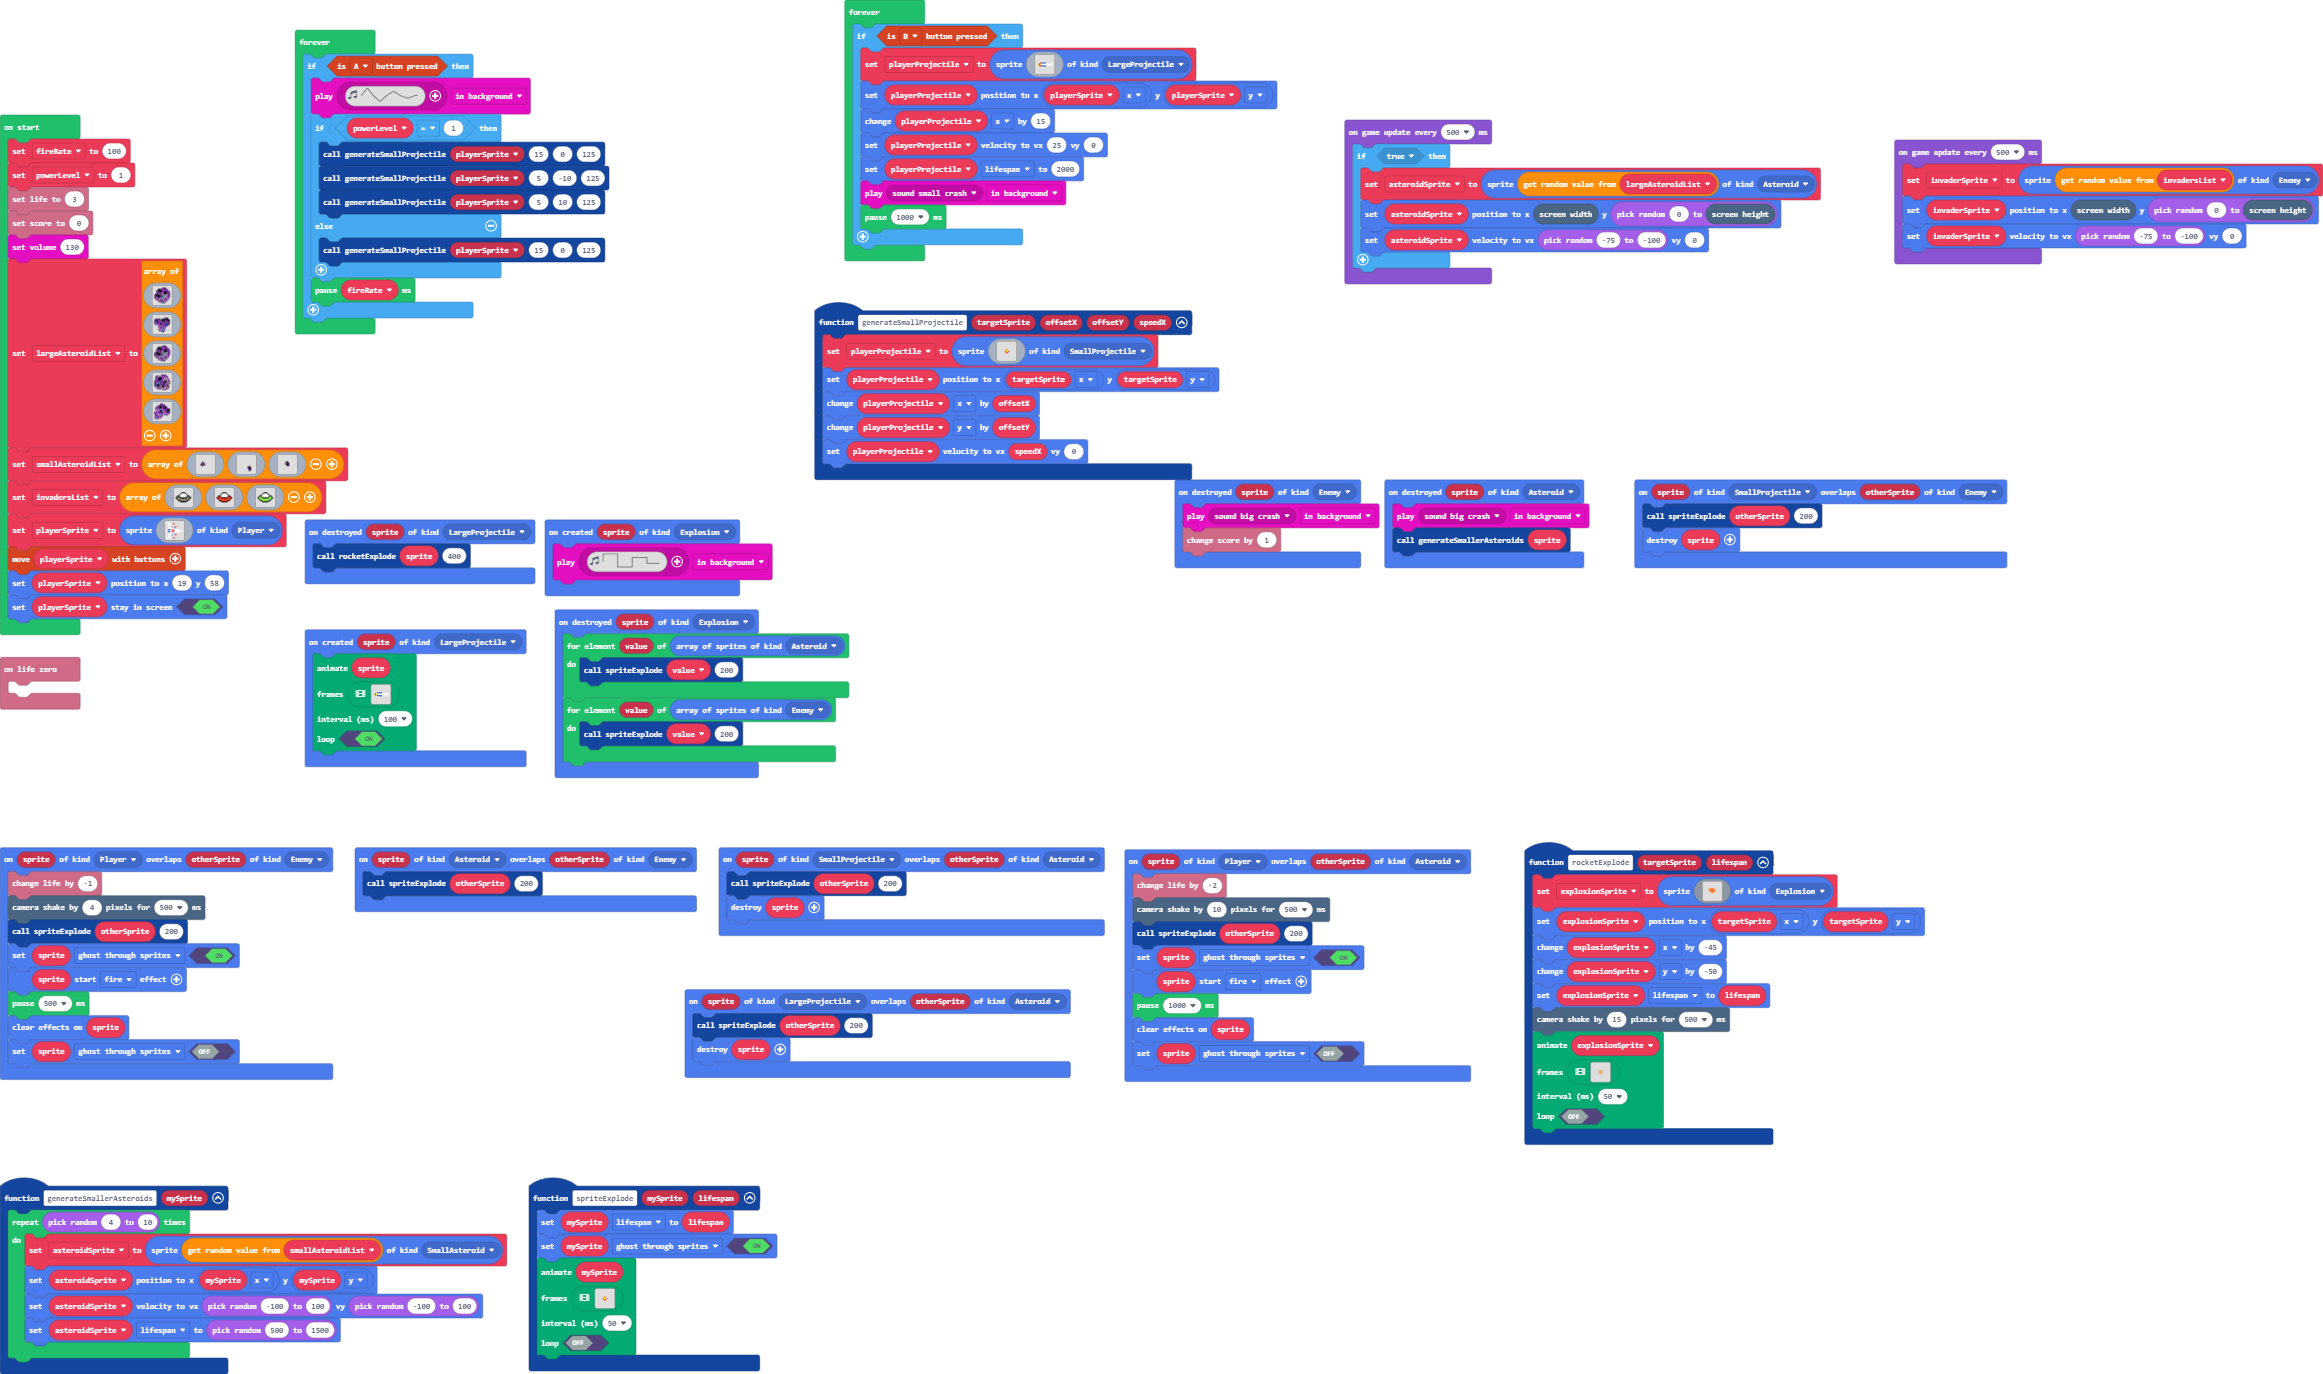 on start
set fireRate to 100
set powerLevel to 1
set life to 3
set score to 0
set volume 130
set largeAsteroidList to array of
set smallAsteroidList to array of
set invadersList to array of
set playerSprite to sprite of kind Player
move playerSprite with buttons
set playerSprite position to x 19 y 58
set playerSprite stay in screen ON
on life zero
forever
if is A button pressed then
play in background
if powerLevel = 1 then
call generateSmallProjectile playerSprite 15 0 125
call generateSmallProjectile playerSprite 5 -10 125
call generateSmallProjectile playerSprite 5 10 125
else
call generateSmallProjectile playerSprite 15 0 125
pause fireRate ms
forever
if is B button pressed then
set playerProjectile to sprite of kind LargeProjectile
set playerProjectile position to x playerSprite x y playerSprite y
change playerProjectile x by 15
set playerProjectile velocity to vx 25 vy 0
set playerProjectile lifespan to 2000
play sound small crash in background
pause 1000 ms
function generateSmallProjectile targetSprite offsetX offsetY speedX
set playerProjectile to sprite of kind SmallProjectile
set playerProjectile position to x targetSprite x y targetSprite y
change playerProjectile x by offsetX
change playerProjectile y by offsetY
set playerProjectile velocity to vx speedX vy 0
on game update every 500 ms
if true then
set asteroidSprite to sprite get random value from largeAsteroidList of kind Asteroid
set asteroidSprite position to x screen width y pick random 0 to screen height
set asteroidSprite velocity to vx pick random -75 to -100 vy 0
on game update every 500 ms
set invaderSprite to sprite get random value from invadersList of kind Enemy
set invaderSprite position to x screen width y pick random 0 to screen height
set invaderSprite velocity to vx pick random -75 to -100 vy 0
on destroyed sprite of kind LargeProjectile
call rocketExplode sprite 400
on created sprite of kind Explosion
play in background
on destroyed sprite of kind Enemy
play sound big crash in background
change score by 1
on destroyed sprite of kind Asteroid
play sound big crash in background
call generateSmallerAsteroids sprite
on sprite of kind SmallProjectile overlaps otherSprite of kind Enemy
call spriteExplode otherSprite 200
destroy sprite
on created sprite of kind LargeProjectile
animate sprite
frames
interval (ms) 100
loop ON
on destroyed sprite of kind Explosion
for element value of array of sprites of kind Asteroid
do call spriteExplode value 200
for element value of array of sprites of kind Enemy
do call spriteExplode value 200
on sprite of kind Player overlaps otherSprite of kind Enemy
change life by -1
camera shake by 4 pixels for 500 ms
call spriteExplode otherSprite 200
set sprite ghost through sprites ON
sprite start fire effect
pause 500 ms
clear effects on sprite
set sprite ghost through sprites OFF
on sprite of kind Asteroid overlaps otherSprite of kind Enemy
call spriteExplode otherSprite 200
on sprite of kind SmallProjectile overlaps otherSprite of kind Asteroid
call spriteExplode otherSprite 200
destroy sprite
on sprite of kind LargeProjectile overlaps otherSprite of kind Asteroid
call spriteExplode otherSprite 200
destroy sprite
on sprite of kind Player overlaps otherSprite of kind Asteroid
change life by -2
camera shake by 10 pixels for 500 ms
call spriteExplode otherSprite 200
set sprite ghost through sprites ON
sprite start fire effect
pause 1000 ms
clear effects on sprite
set sprite ghost through sprites OFF
function rocketExplode targetSprite lifespan
set explosionSprite to sprite of kind Explosion
set explosionSprite position to x targetSprite x y targetSprite y
change explosionSprite x by -45
change explosionSprite y by -50
set explosionSprite lifespan to lifespan
camera shake by 15 pixels for 500 ms
animate explosionSprite
frames
interval (ms) 50
loop OFF
function generateSmallerAsteroids mySprite
repeat pick random 4 to 10 times
do set asteroidSprite to sprite get random value from smallAsteroidList of kind SmallAsteroid
set asteroidSprite position to x mySprite x y mySprite y
set asteroidSprite velocity to vx pick random -100 to 100 vy pick random -100 to 100
set asteroidSprite lifespan to pick random 500 to 1500
function spriteExplode mySprite lifespan
set mySprite lifespan to lifespan
set mySprite ghost through sprites ON
animate mySprite
frames
interval (ms) 50
loop OFF